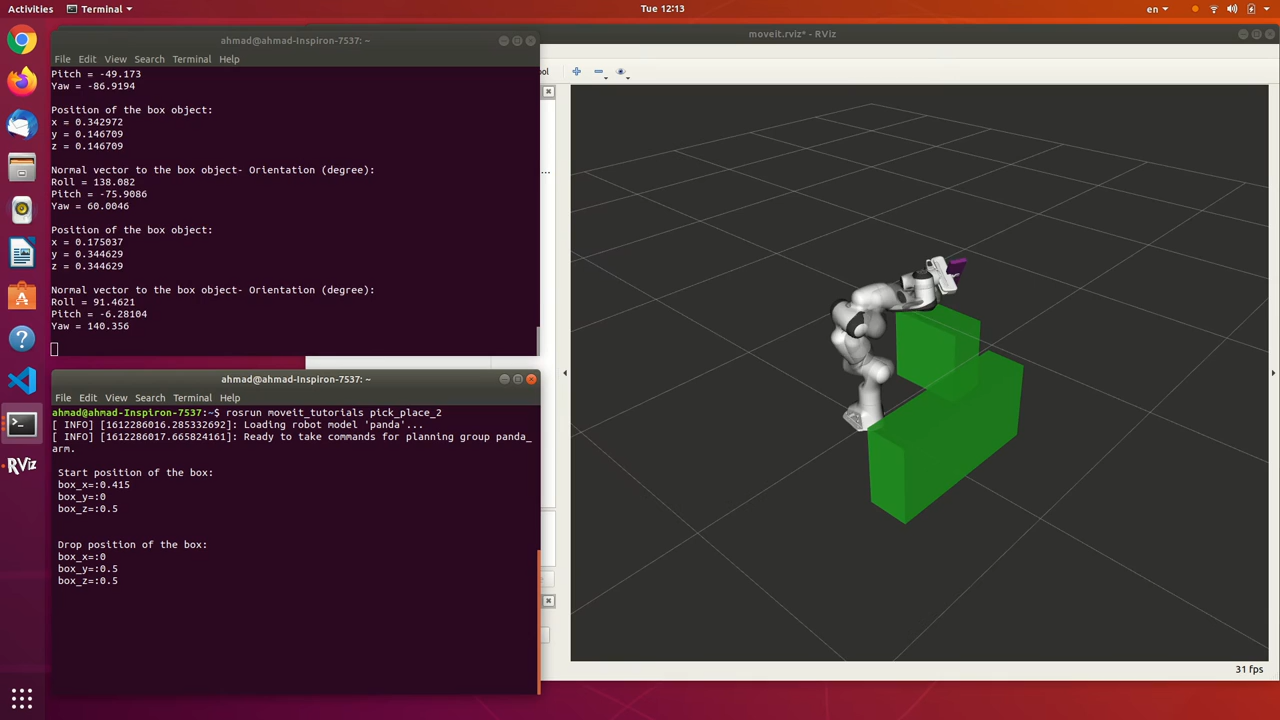 Activities
Terminal
Tue 12:13
en
ahmad@ahmad-Inspiron-7537: ~
File Edit View Search Terminal Help
Pitch = -49.173
Yaw = -86.9194
Position of the box object:
x = 0.342972
y = 0.146709
z = 0.146709
Normal vector to the box object- Orientation (degree):
Roll = 138.082
Pitch = -75.9086
Yaw = 60.0046
Position of the box object:
x = 0.175037
y = 0.344629
z = 0.344629
Normal vector to the box object- Orientation (degree):
Roll = 91.4621
Pitch = -6.28104
Yaw = 140.356
ahmad@ahmad-Inspiron-7537: ~
File Edit View Search Terminal Help
ahmad@ahmad-Inspiron-7537:~$ rosrun moveit_tutorials pick_place_2
[ INFO] [1612286016.285332692]: Loading robot model 'panda'...
[ INFO] [1612286017.665824161]: Ready to take commands for planning group panda_
arm.
Start position of the box:
box_x=:0.415
box_y=:0
box_z=:0.5
Drop position of the box:
box_x=:0
box_y=:0.5
box_z=:0.5
moveit.rviz* - RViz
ol
...
31 fps
RViz